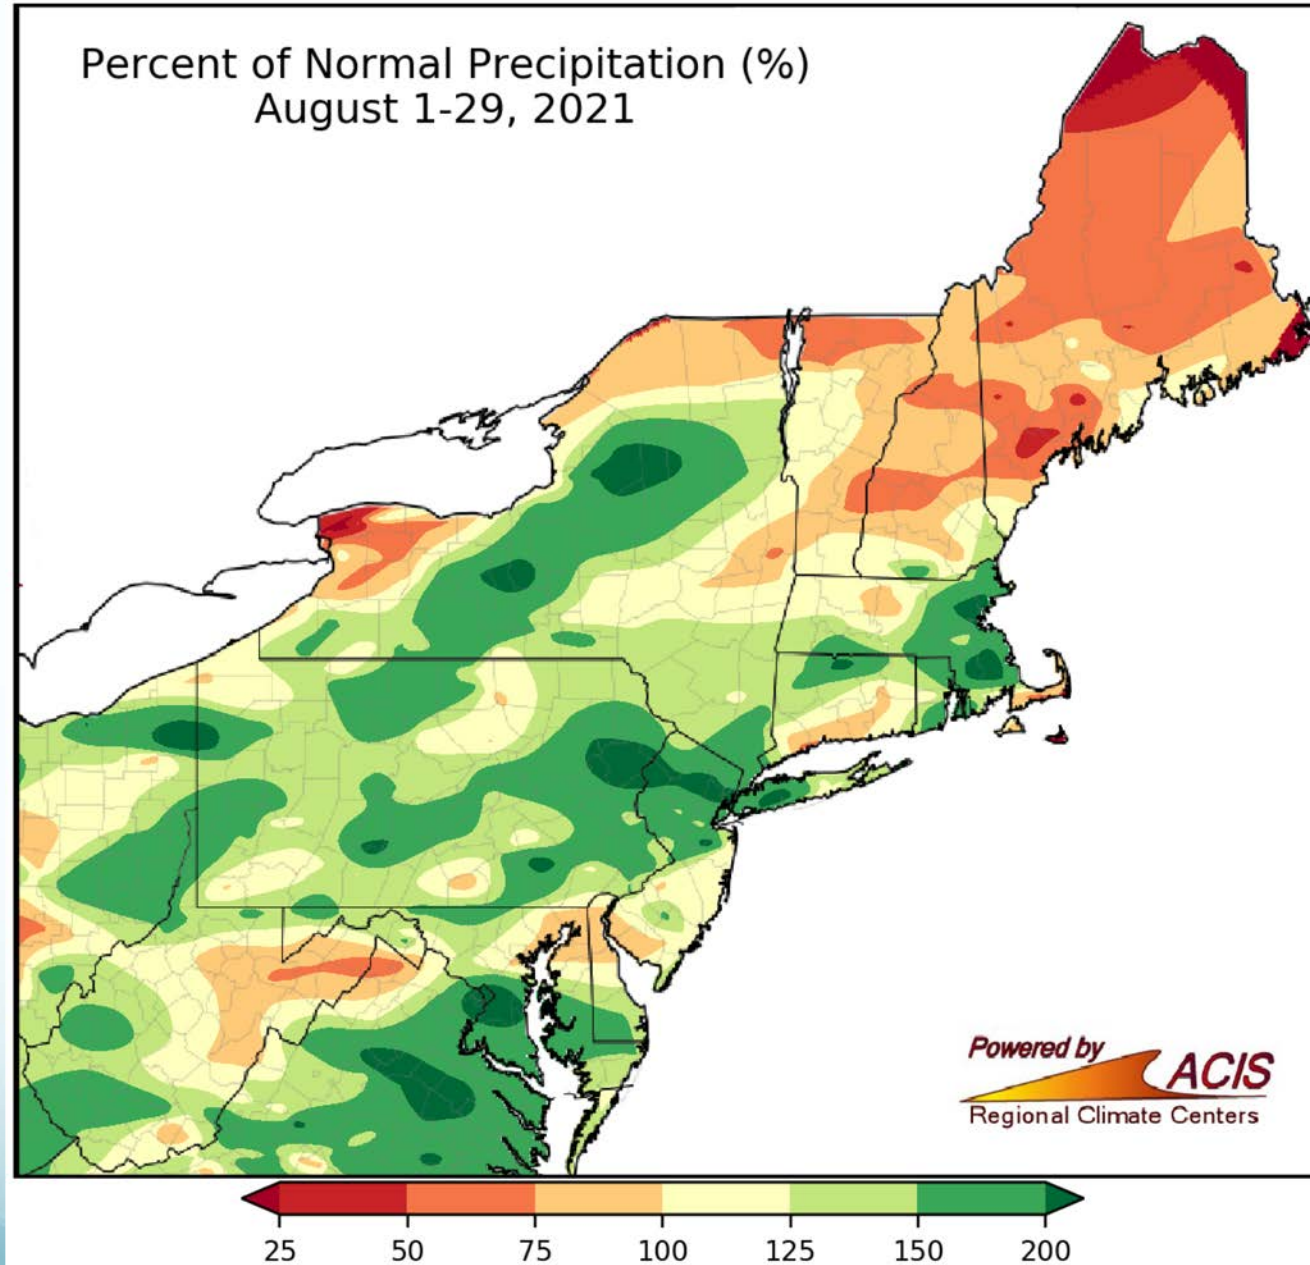 Percent of Normal Precipitation (%)
August 1-29, 2021
Powered by
ACIS
Regional Climate Centers
25 50 75 100 125 150 200